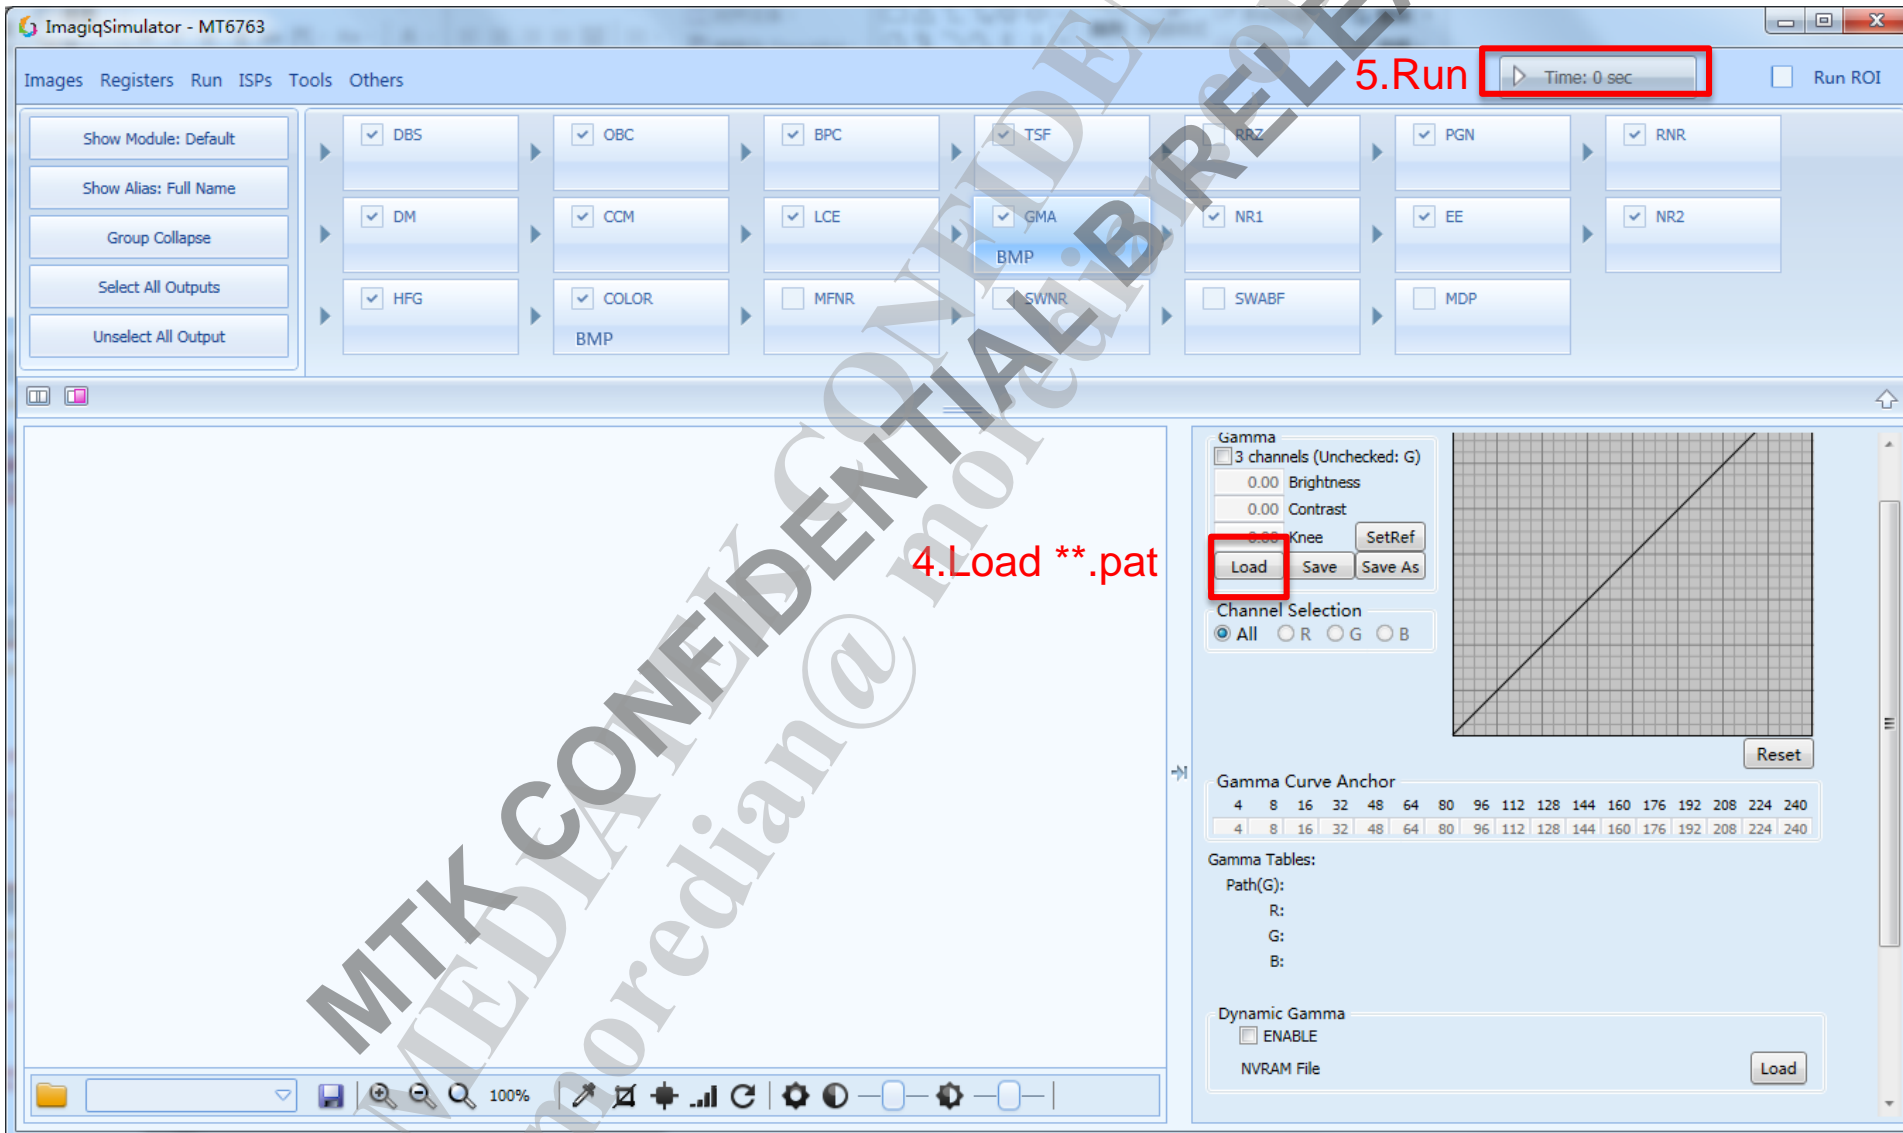 ImagiqSimulator - MT6763
Images Registers Run ISPs Tools Others
5.Run
Time: 0 sec
Run ROI
Show Module: Default
Show Alias: Full Name
Group Collapse
Select All Outputs
Unselect All Output
DBS OBC BPC TSF RRZ PGN RNR
DM CCM LCE GMA NR1 EE NR2
BMP
HFG COLOR MFNR SWNR SWABF MDP
BMP
4.Load **.pat
Gamma
3 channels (Unchecked: G)
0.00 Brightness
0.00 Contrast
0.00 Knee SetRef
Load Save Save As
Channel Selection
All R G B
Reset
Gamma Curve Anchor
4 8 16 32 48 64 80 96 112 128 144 160 176 192 208 224 240
4 8 16 32 48 64 80 96 112 128 144 160 176 192 208 224 240
Gamma Tables:
Path(G):
R:
G:
B:
Dynamic Gamma
ENABLE
NVRAM File Load
100%
MTK CONFIDENTIAL B RELEA